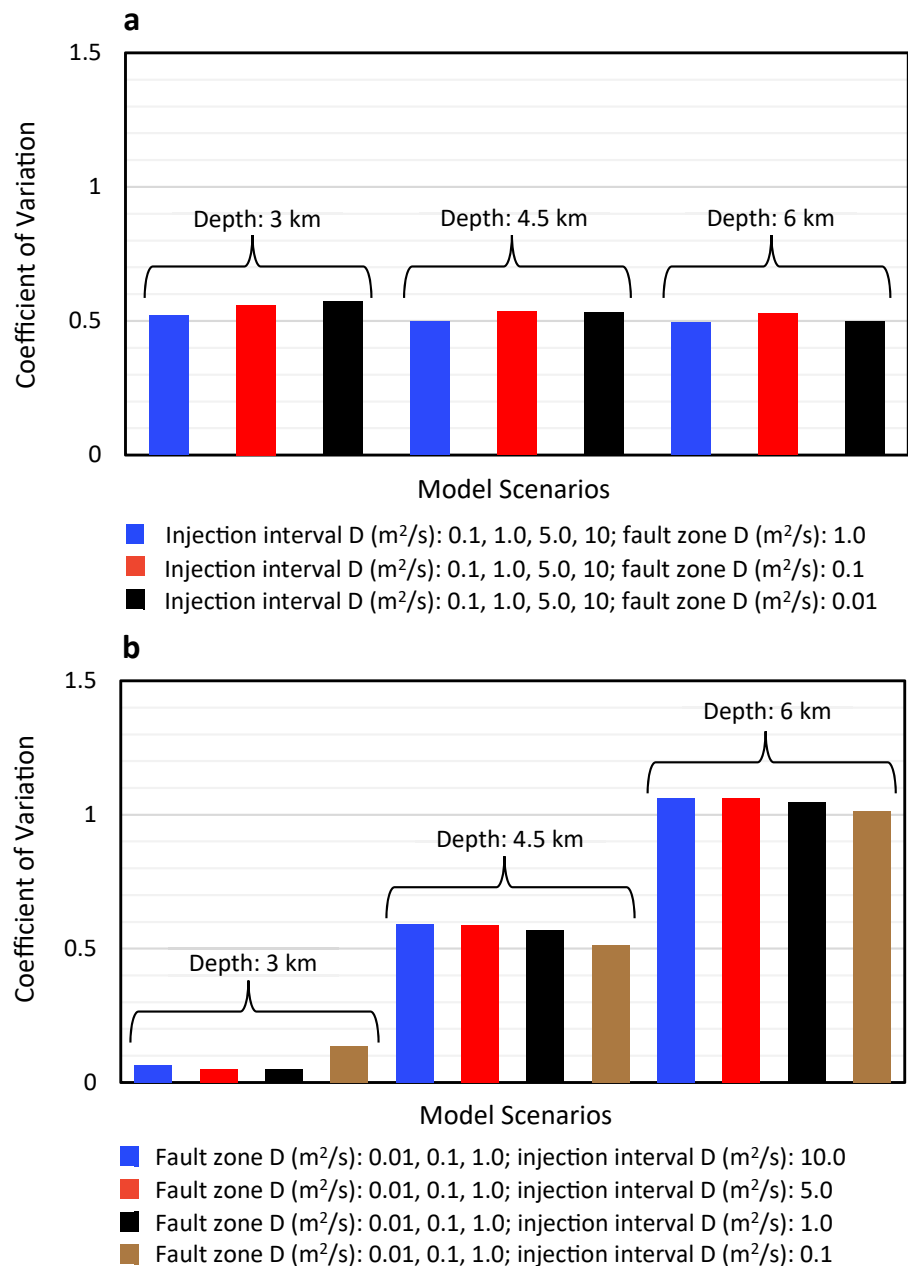 a
1.5
1
0.5
0
Coefficient of Variation
Depth: 3 km
Depth: 4.5 km
Depth: 6 km
Model Scenarios
Injection interval D (m²/s): 0.1, 1.0, 5.0, 10; fault zone D (m²/s): 1.0
Injection interval D (m²/s): 0.1, 1.0, 5.0, 10; fault zone D (m²/s): 0.1
Injection interval D (m²/s): 0.1, 1.0, 5.0, 10; fault zone D (m²/s): 0.01
b
1.5
1
0.5
0
Coefficient of Variation
Depth: 3 km
Depth: 4.5 km
Depth: 6 km
Model Scenarios
Fault zone D (m²/s): 0.01, 0.1, 1.0; injection interval D (m²/s): 10.0
Fault zone D (m²/s): 0.01, 0.1, 1.0; injection interval D (m²/s): 5.0
Fault zone D (m²/s): 0.01, 0.1, 1.0; injection interval D (m²/s): 1.0
Fault zone D (m²/s): 0.01, 0.1, 1.0; injection interval D (m²/s): 0.1